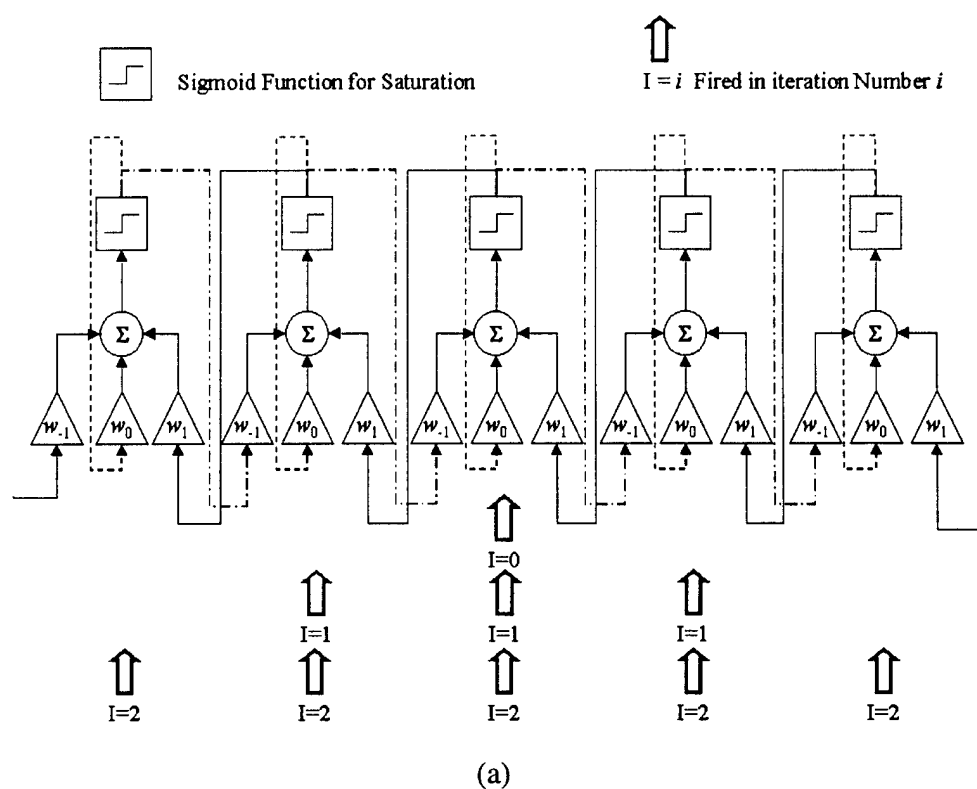 Sigmoid Function for Saturation
I = i Fired in iteration Number i
Σ Σ Σ Σ Σ
w-1 w0 w1 w-1 w0 w1 w-1 w0 w1 w-1 w0 w1 w-1 w0 w1
I=0
I=1 I=1 I=1
I=2 I=2 I=2 I=2 I=2
(a)